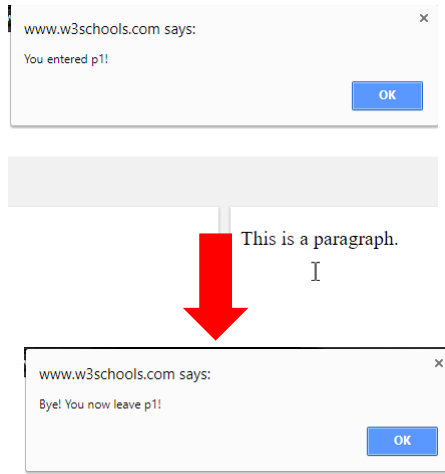 www.w3schools.com says:
You entered p1!
OK
This is a paragraph.
www.w3schools.com says:
Bye! You now leave p1!
OK